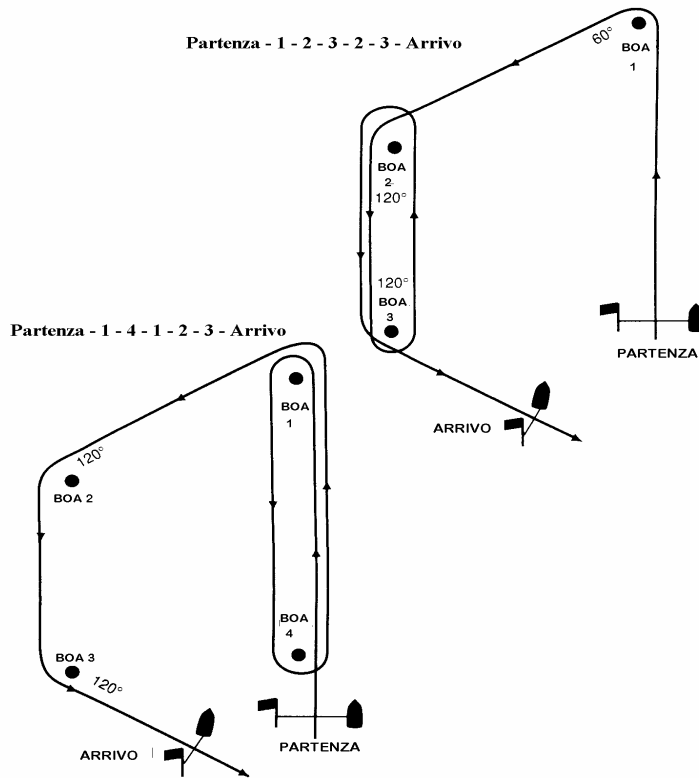 Partenza - 1 - 2 - 3 - 2 - 3 - Arrivo
60°
BOA
1
BOA
2
120°
120°
BOA
3
PARTENZA
ARRIVO
Partenza - 1 - 4 - 1 - 2 - 3 - Arrivo
BOA
1
120°
BOA 2
BOA
4
BOA 3
120°
ARRIVO
PARTENZA